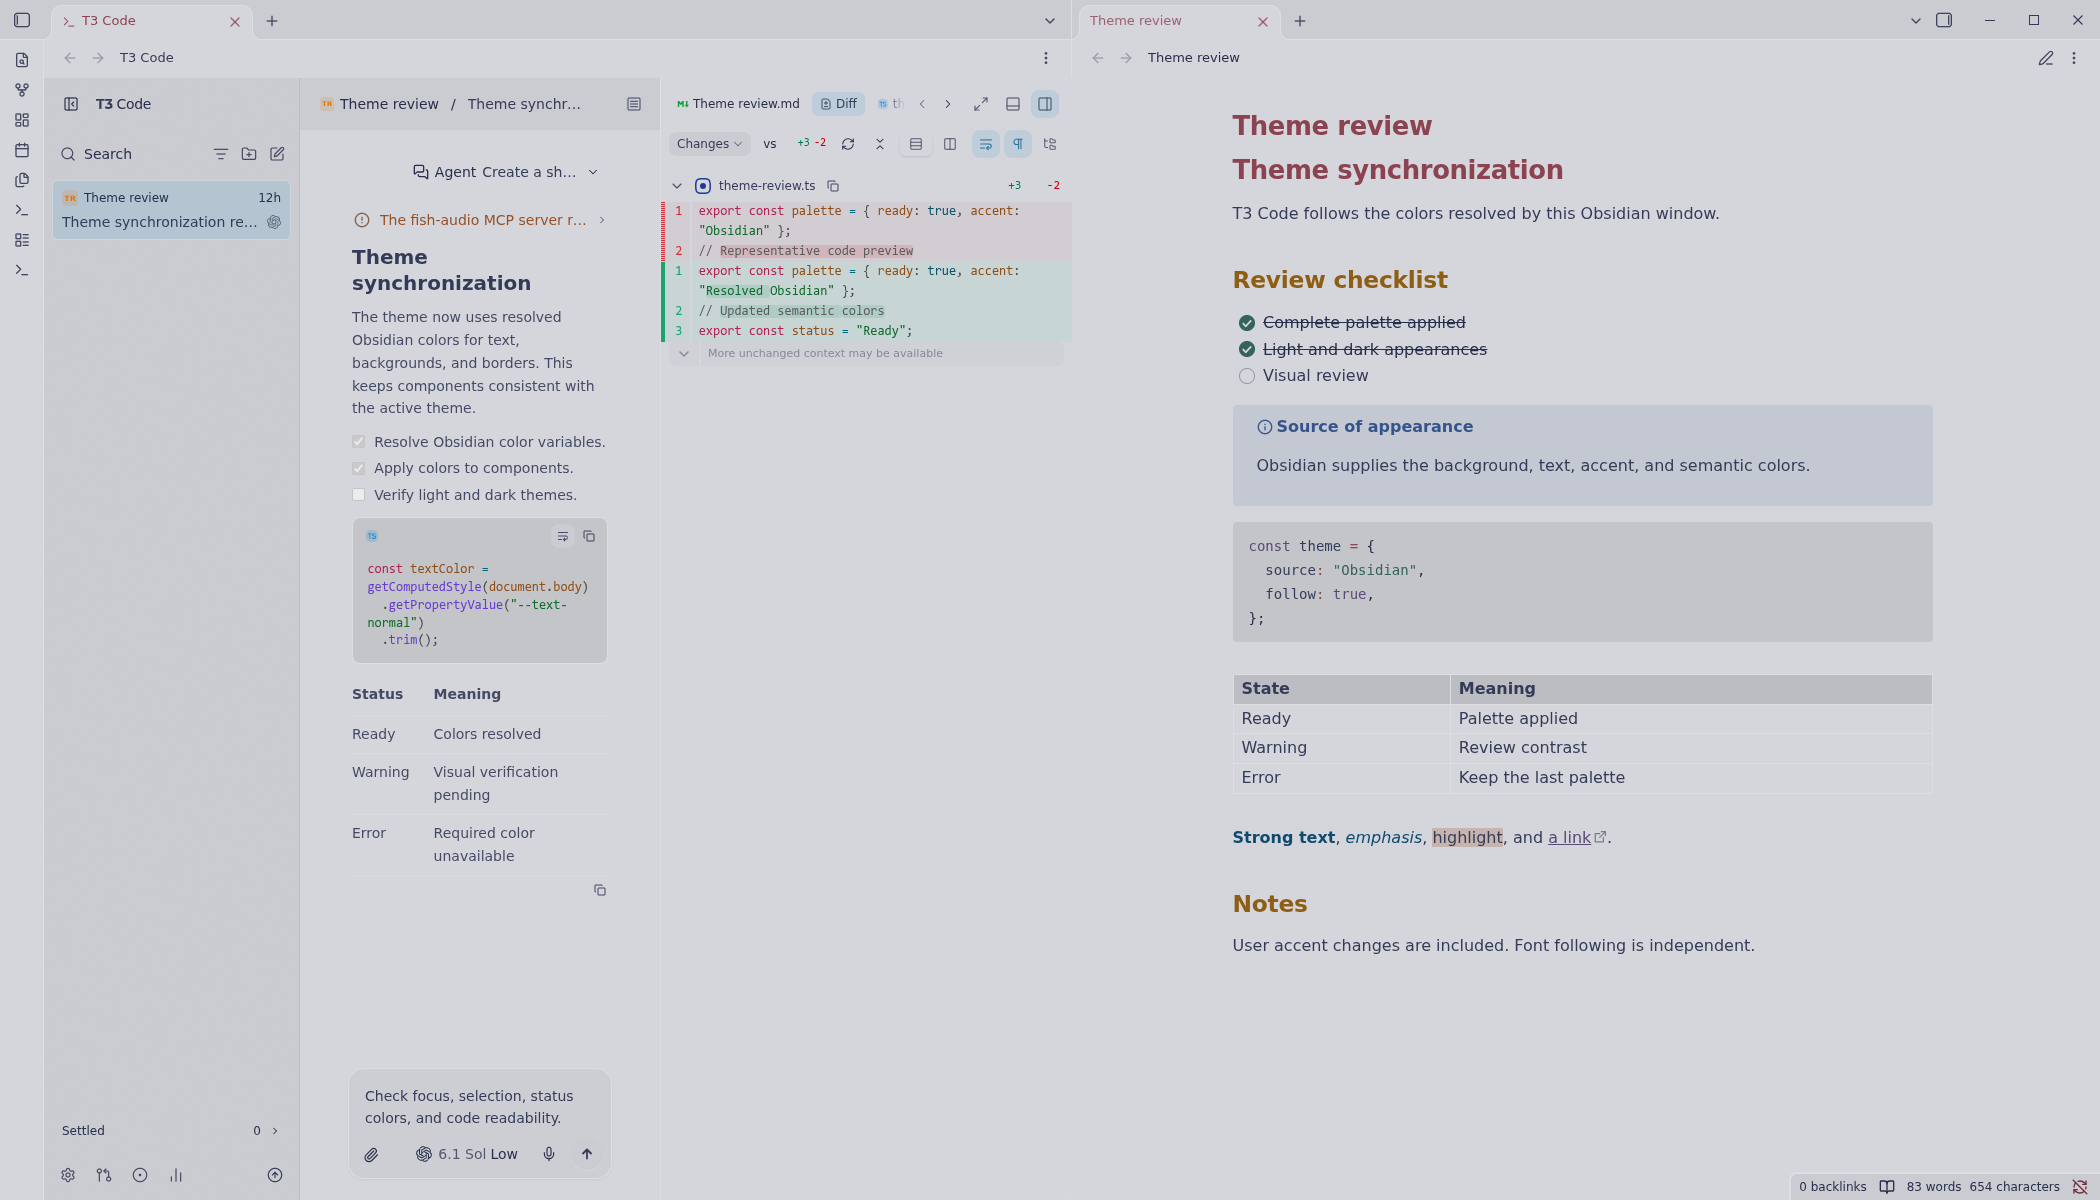 T3 Code
Theme review
T3 Code
Theme review
T3 Code
Search
TR Theme review 12h
Theme synchronization re...
Settled 0
TR Theme review / Theme synchr...
Agent Create a sh...
The fish-audio MCP server r...
Theme
synchronization
The theme now uses resolved
Obsidian colors for text,
backgrounds, and borders. This
keeps components consistent with
the active theme.
Resolve Obsidian color variables.
Apply colors to components.
Verify light and dark themes.
TS
const textColor =
getComputedStyle(document.body)
.getPropertyValue("--text-
normal")
.trim();
Status Meaning
Ready Colors resolved
Warning Visual verification
pending
Error Required color
unavailable
Check focus, selection, status
colors, and code readability.
6.1 Sol Low
M↓ Theme review.md Diff TS th
Changes vs +3 -2
theme-review.ts +3 -2
1 export const palette = { ready: true, accent:
"Obsidian" };
2 // Representative code preview
1 export const palette = { ready: true, accent:
"Resolved Obsidian" };
2 // Updated semantic colors
3 export const status = "Ready";
More unchanged context may be available
Theme review
Theme synchronization
T3 Code follows the colors resolved by this Obsidian window.
Review checklist
Complete palette applied
Light and dark appearances
Visual review
Source of appearance
Obsidian supplies the background, text, accent, and semantic colors.
const theme = {
source: "Obsidian",
follow: true,
};
State Meaning
Ready Palette applied
Warning Review contrast
Error Keep the last palette
Strong text, emphasis, highlight, and a link.
Notes
User accent changes are included. Font following is independent.
0 backlinks 83 words 654 characters